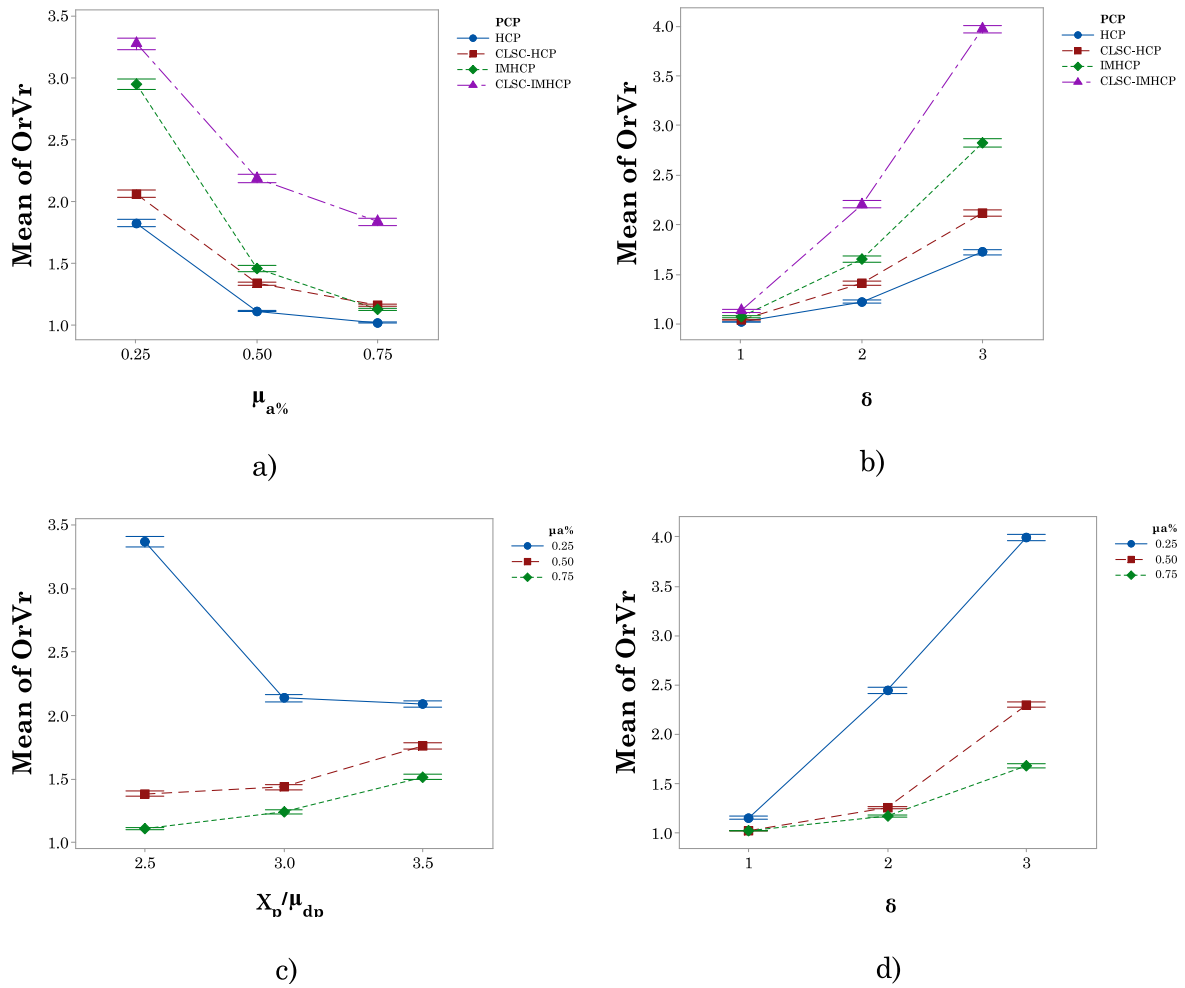 Mean of OrVr
3.5
3.0
2.5
2.0
1.5
1.0
0.25
0.50
0.75
μa%
PCP
HCP
CLSC-HCP
IMHCP
CLSC-IMHCP
a)
Mean of OrVr
4.0
3.5
3.0
2.5
2.0
1.5
1.0
1
2
3
δ
PCP
HCP
CLSC-HCP
IMHCP
CLSC-IMHCP
b)
Mean of OrVr
3.5
3.0
2.5
2.0
1.5
1.0
2.5
3.0
3.5
Xp/μdp
μa%
0.25
0.50
0.75
c)
Mean of OrVr
4.0
3.5
3.0
2.5
2.0
1.5
1.0
1
2
3
δ
μa%
0.25
0.50
0.75
d)